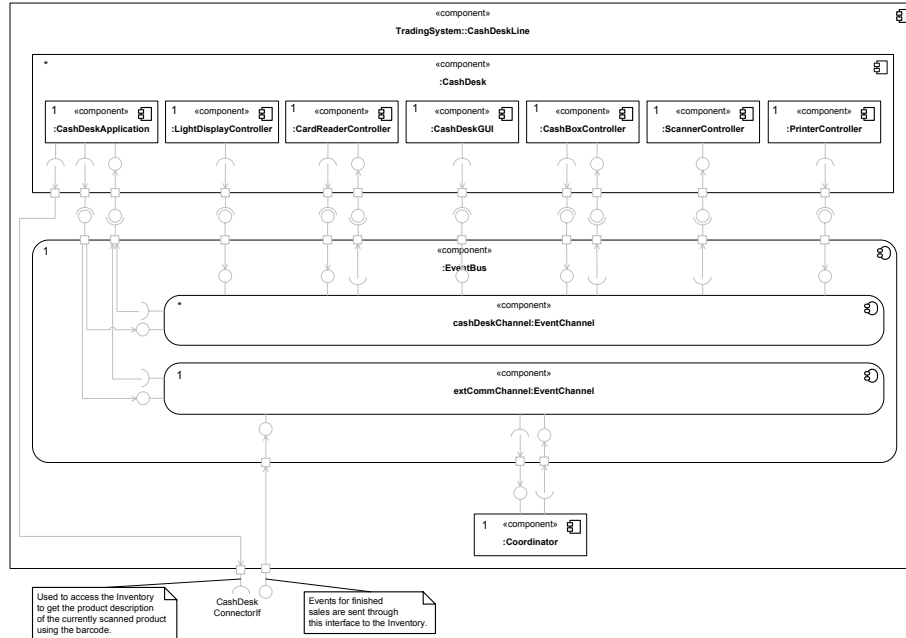 «component»
TradingSystem::CashDeskLine
*
«component»
:CashDesk
1 «component»
:CashDeskApplication
1 «component»
:LightDisplayController
1 «component»
:CardReaderController
1 «component»
:CashDeskGUI
1 «component»
:CashBoxController
1 «component»
:ScannerController
1 «component»
:PrinterController
1
«component»
:EventBus
*
«component»
cashDeskChannel:EventChannel
1
«component»
extCommChannel:EventChannel
1 «component»
:Coordinator
Used to access the Inventory
to get the product description
of the currently scanned product
using the barcode.
CashDesk
ConnectorIf
Events for finished
sales are sent through
this interface to the Inventory.